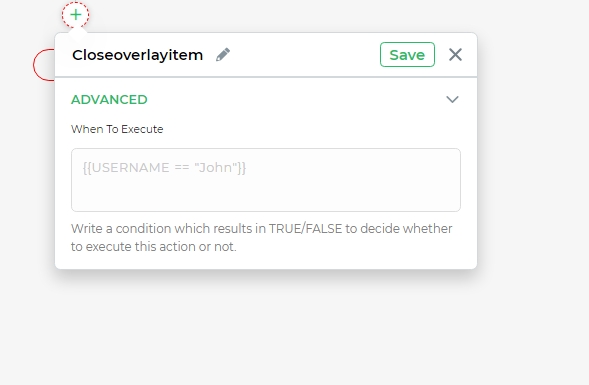 Closeoverlayitem
Save
ADVANCED
When To Execute
{{USERNAME == "John"}}
Write a condition which results in TRUE/FALSE to decide whether
to execute this action or not.